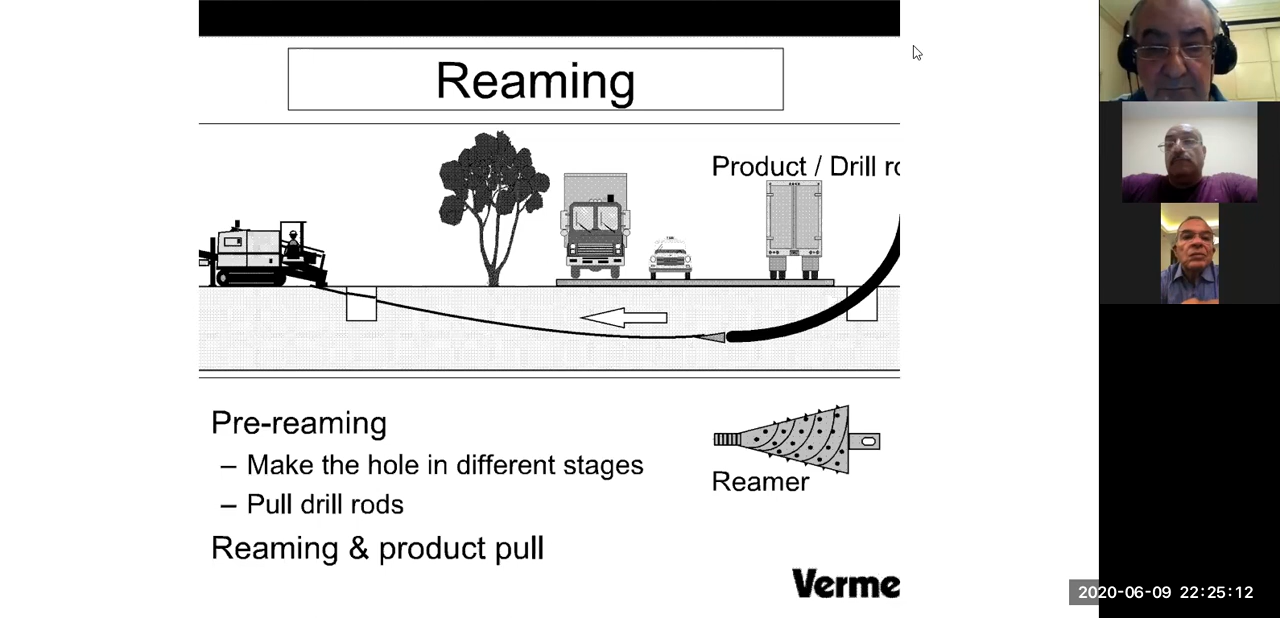 Reaming
Product / Drill ro
Pre-reaming
– Make the hole in different stages
– Pull drill rods
Reamer
Reaming & product pull
Verme
2020-06-09 22:25:12